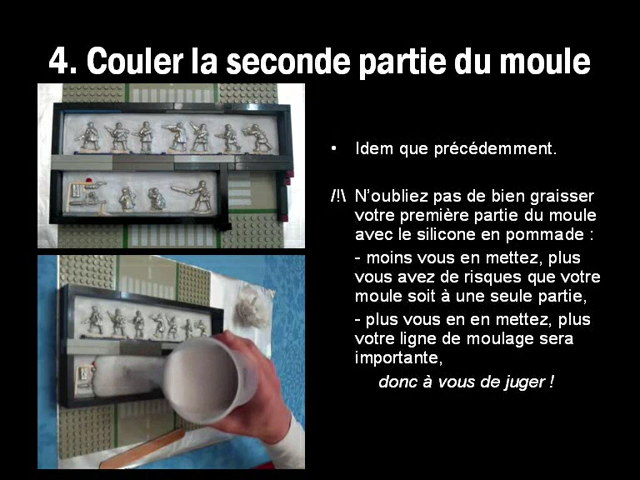 4. Couler la seconde partie du moule
• Idem que précédemment.
/!\ N'oubliez pas de bien graisser
votre première partie du moule
avec le silicone en pommade :
- moins vous en mettez, plus
vous avez de risques que votre
moule soit à une seule partie,
- plus vous en en mettez, plus
votre ligne de moulage sera
importante,
donc à vous de juger !